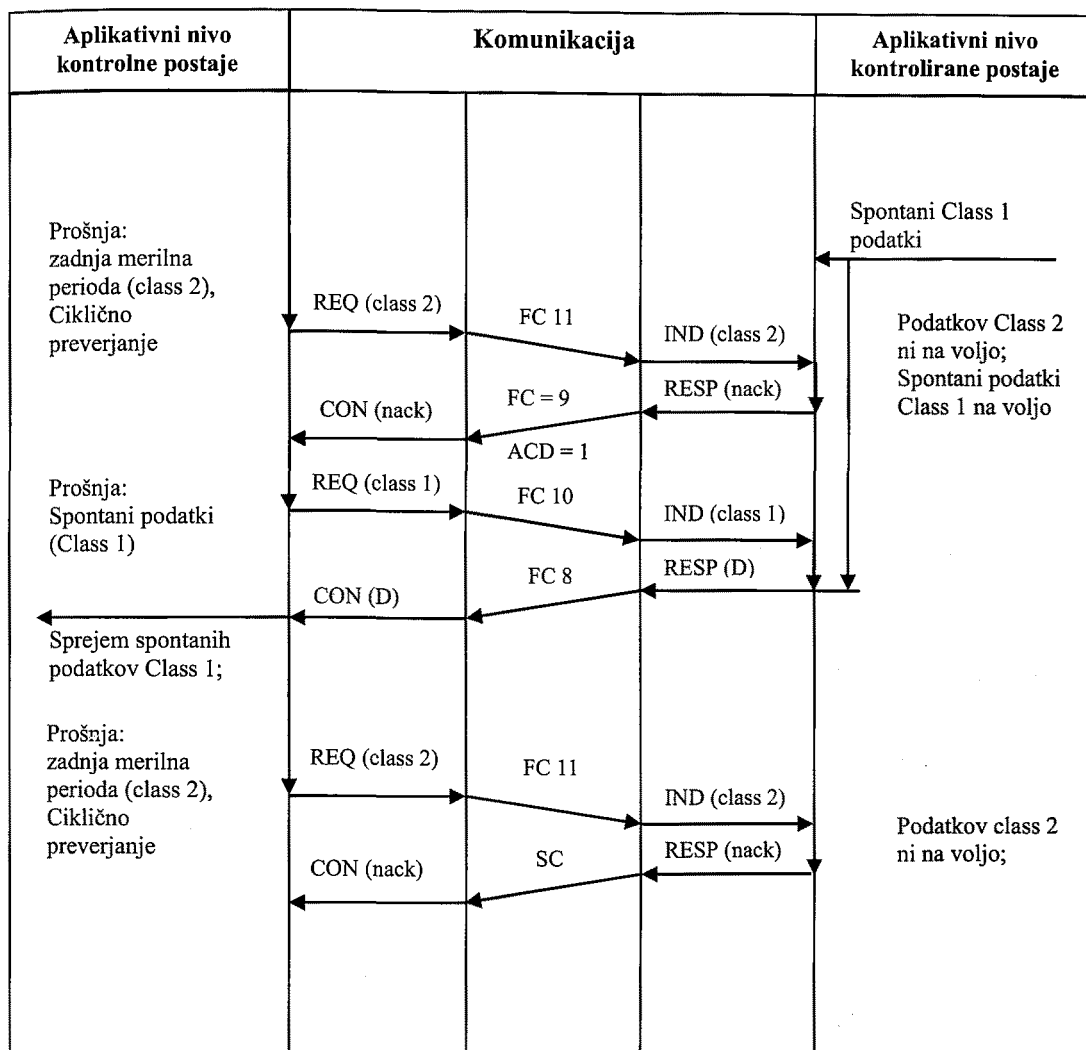 Aplikativni nivo
kontrolne postaje
Komunikacija
Aplikativni nivo
kontrolirane postaje
Spontani Class 1
podatki
Prošnja:
zadnja merilna
perioda (class 2),
Ciklično
preverjanje
REQ (class 2)
FC 11
IND (class 2)
Podatkov Class 2
ni na voljo;
Spontani podatki
Class 1 na voljo
RESP (nack)
FC = 9
CON (nack)
ACD = 1
Prošnja:
Spontani podatki
(Class 1)
REQ (class 1)
FC 10
IND (class 1)
RESP (D)
FC 8
CON (D)
Sprejem spontanih
podatkov Class 1;
Prošnja:
zadnja merilna
perioda (class 2),
Ciklično
preverjanje
REQ (class 2)
FC 11
IND (class 2)
Podatkov class 2
ni na voljo;
RESP (nack)
SC
CON (nack)